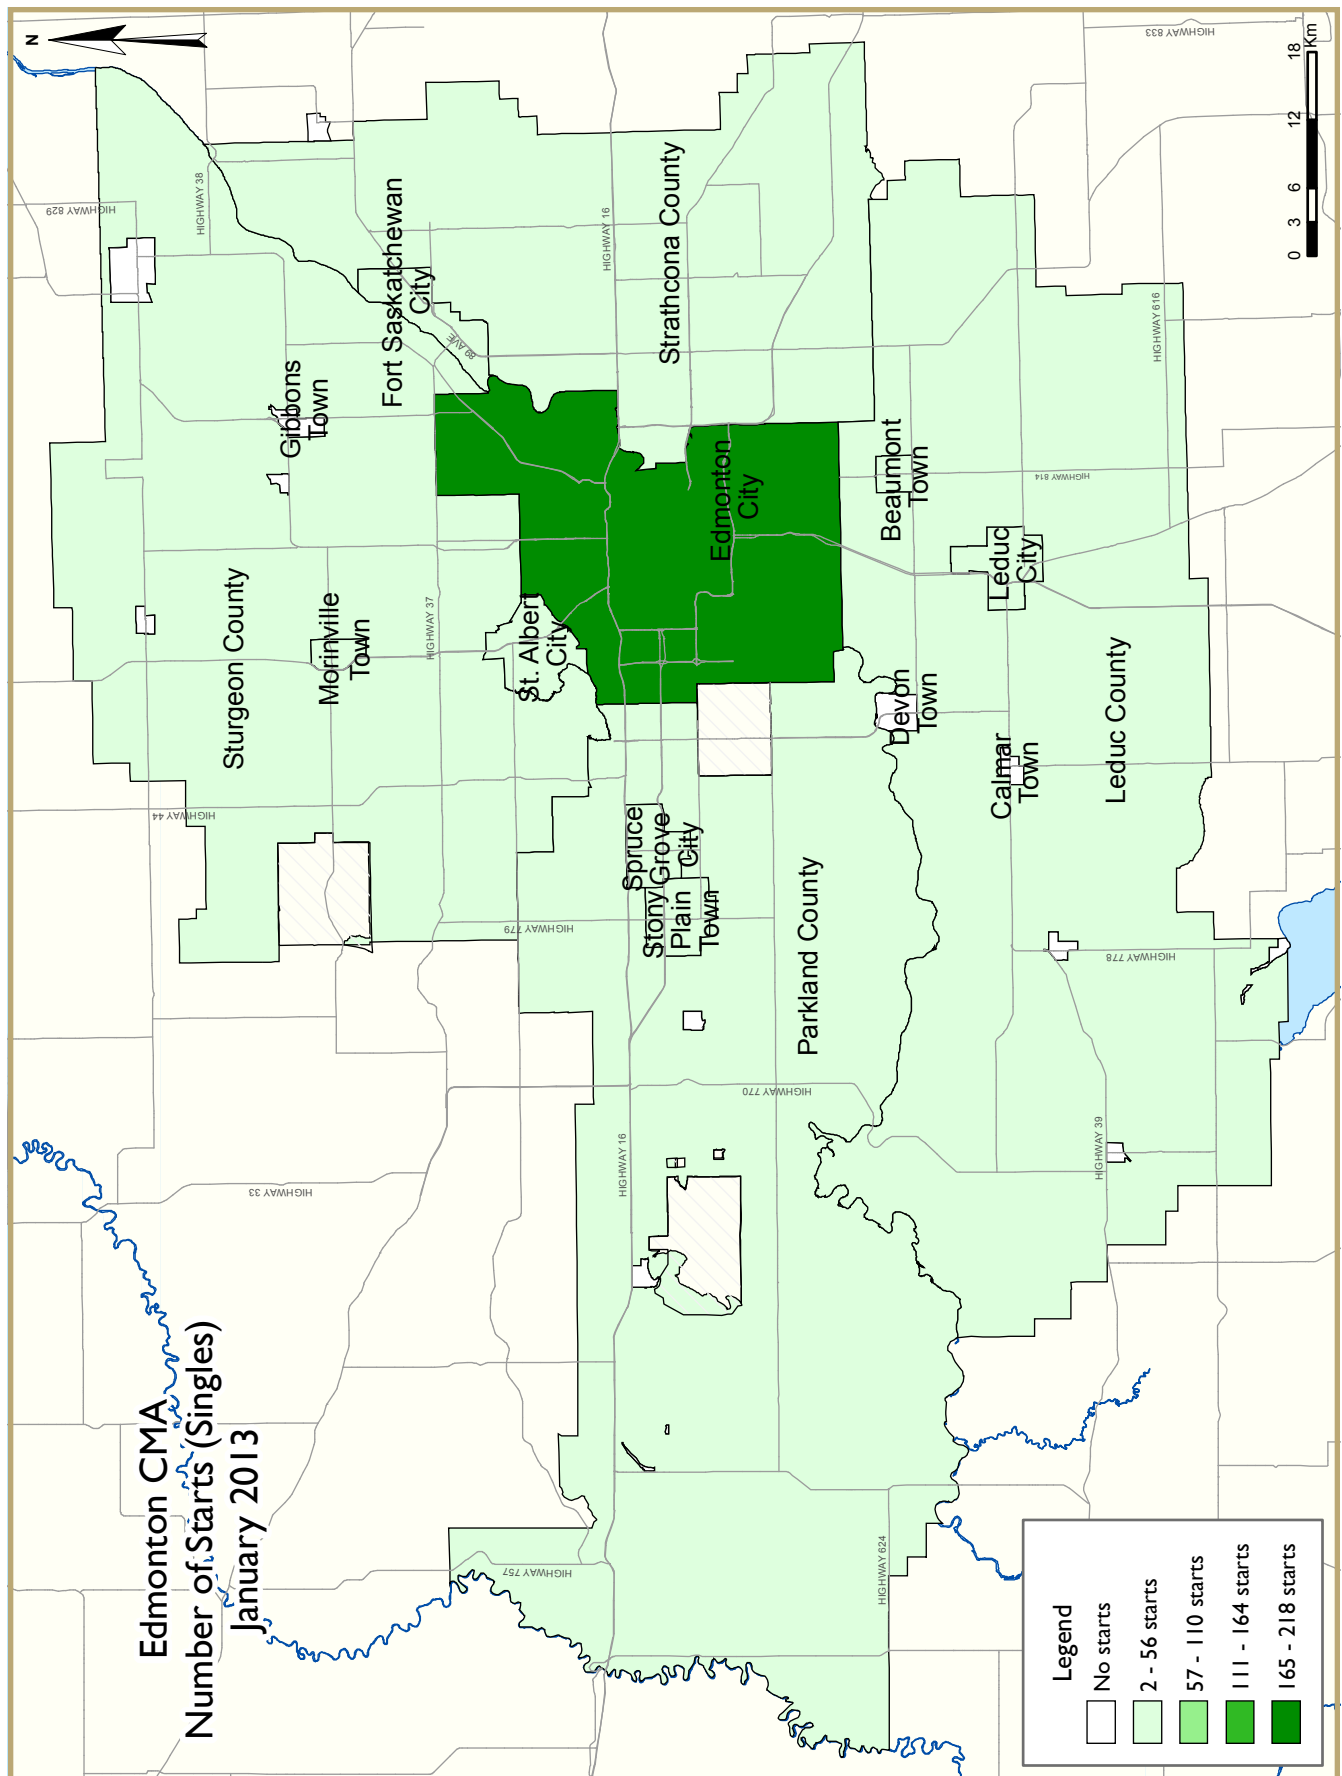 Edmonton CMA
Number of Starts (Singles)
January 2013
N
HIGHWAY 829
HIGHWAY 38
HIGHWAY 833
Gibbons
Town
Sturgeon County
Morinville
Town
HIGHWAY 44
HIGHWAY 33
Fort Saskatchewan
City
89 AVE
HIGHWAY 37
St. Albert
City
HIGHWAY 779
HIGHWAY 757
HIGHWAY 16
HIGHWAY 16
Strathcona County
Edmonton
City
Spruce
Grove
City
Stony
Plain
Town
HIGHWAY 770
Parkland County
HIGHWAY 624
Beaumont
Town
Devon
Town
HIGHWAY 814
Leduc
City
Calmar
Town
Leduc County
HIGHWAY 616
HIGHWAY 778
HIGHWAY 39
Legend
No starts
2 - 56 starts
57 - 110 starts
111 - 164 starts
165 - 218 starts
0 3 6 12 18
Km